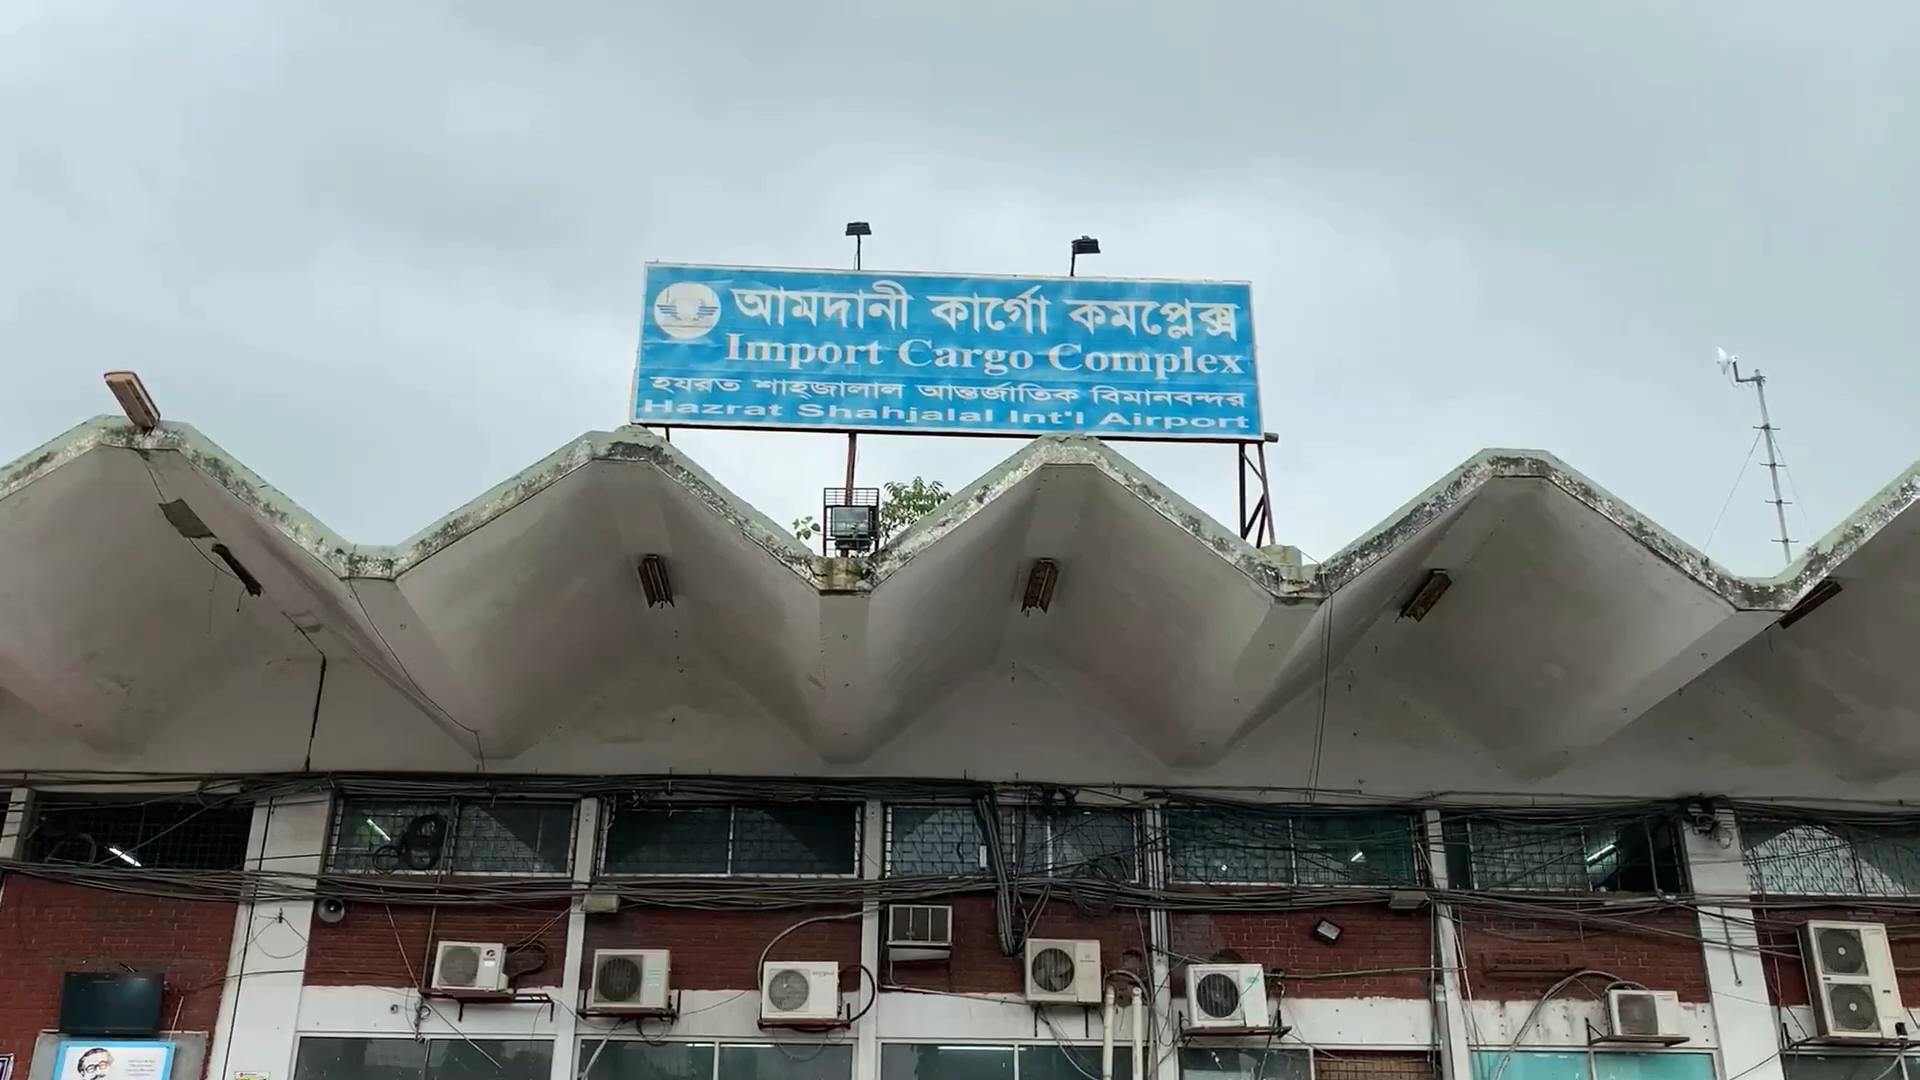 আমদানী কার্গো কমপ্লেক্স
Import Cargo Complex
হযরত শাহ্জালাল আন্তর্জাতিক বিমানবন্দর
Hazrat Shahjalal Int'l Airport